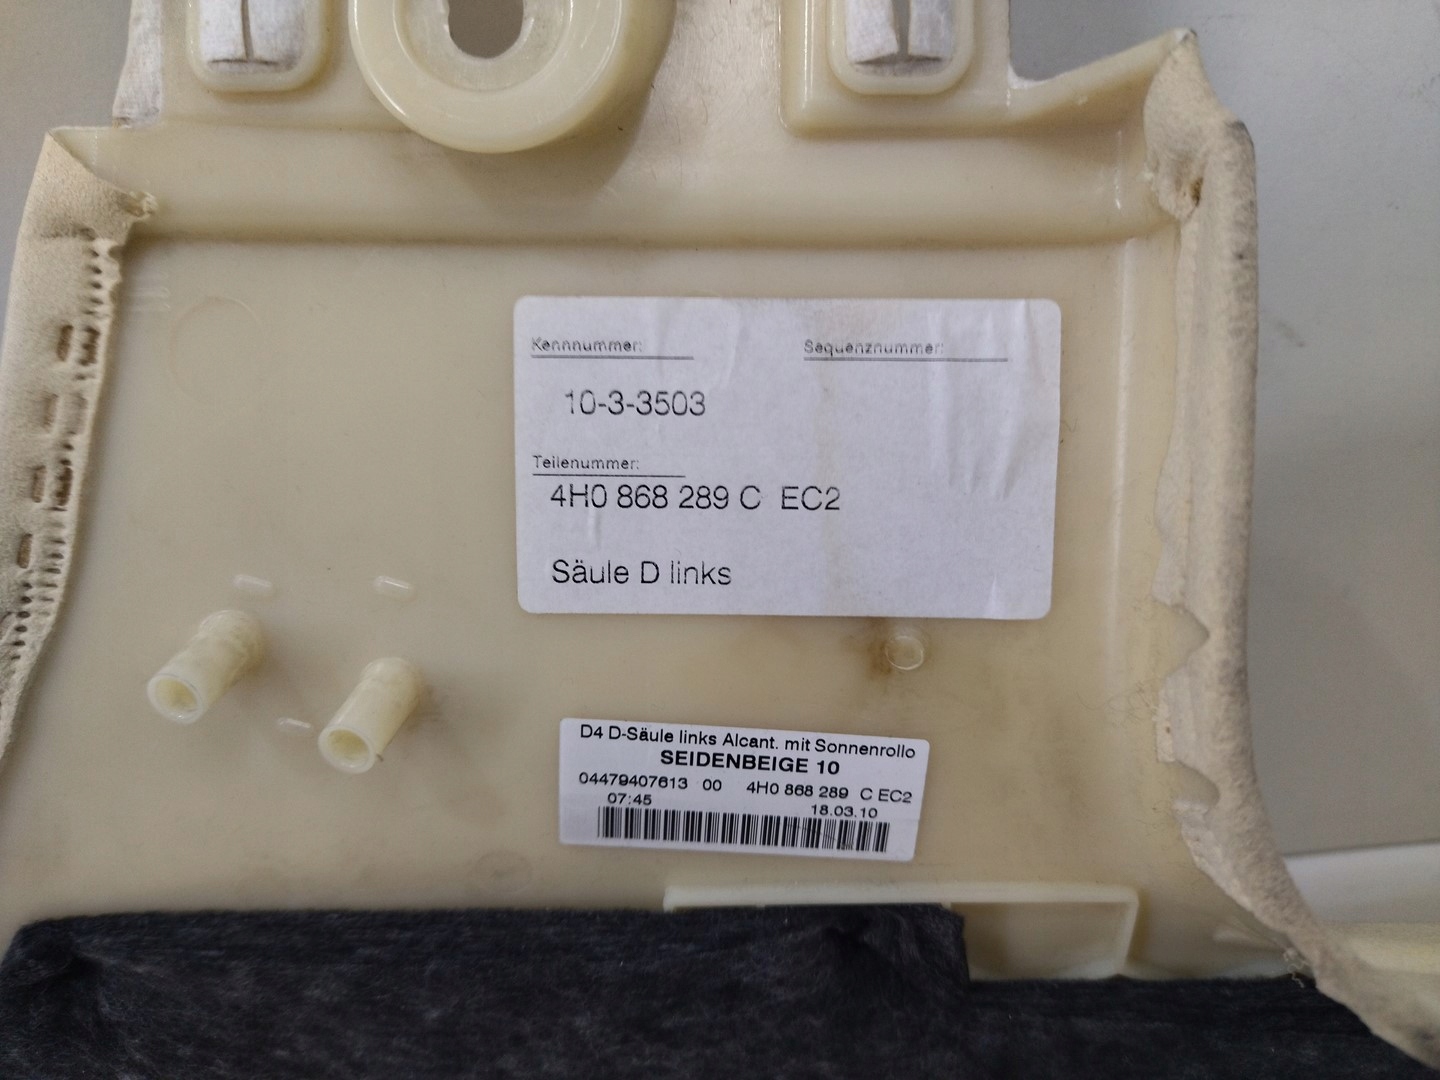 Kennnummer: Sequenznummer:
10-3-3503
Teilenummer:
4H0 868 289 C EC2
Säule D links
D4 D-Säule links Alcant. mit Sonnenrollo
SEIDENBEIGE 10
04479407613 00 4H0 868 289 C EC2
07:45 18.03.10